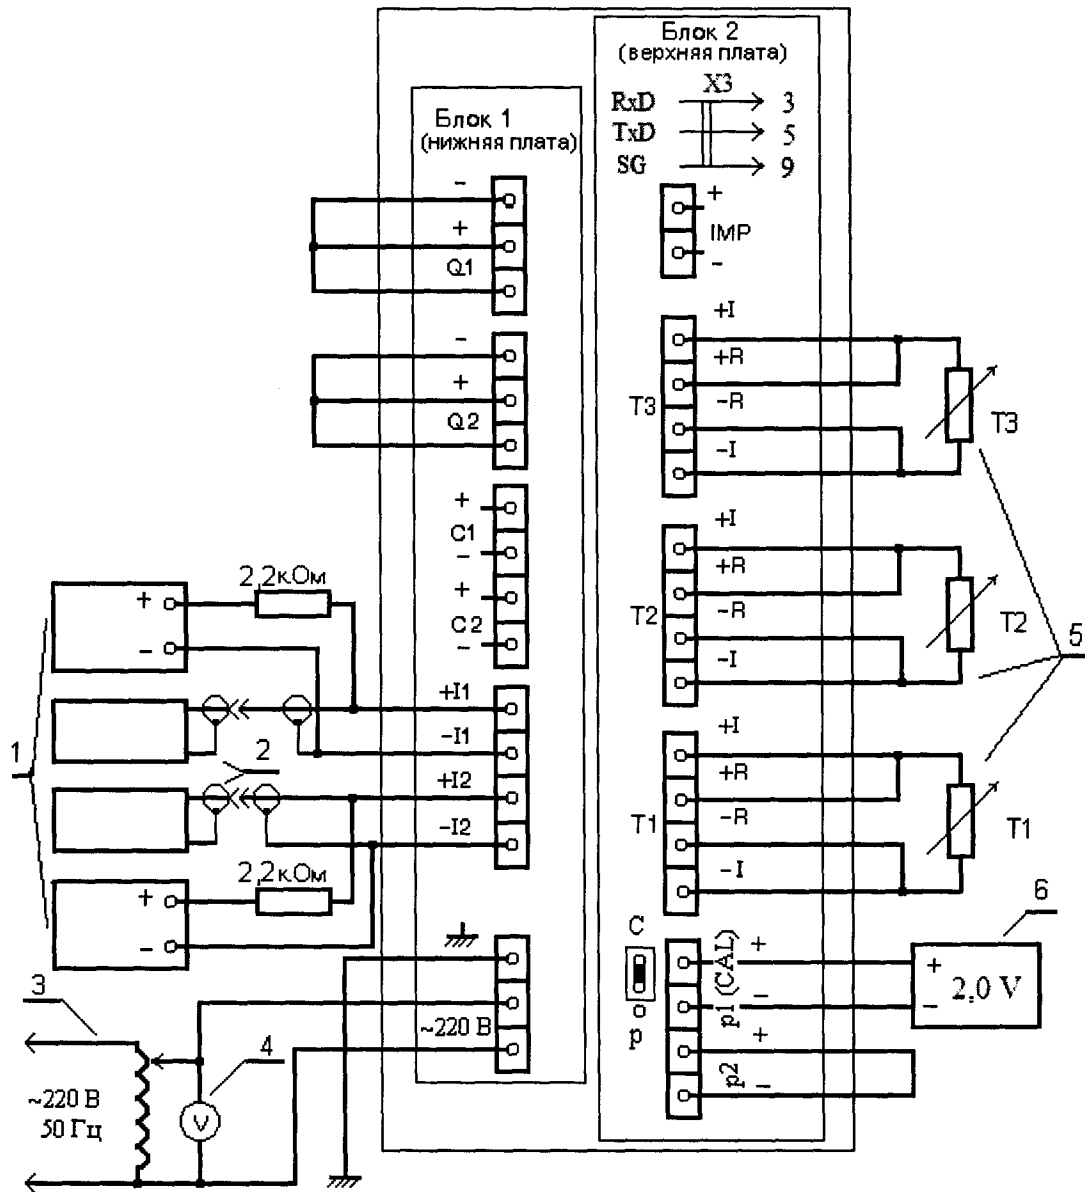 Блок 2
(верхняя плата)
X3
RxD
3
TxD
5
SG
9
+
IMP
-
Блок 1
(нижняя плата)
-
+
Q1
-
+
Q2
+
C1
-
+
C2
-
+I1
-I1
+I2
-I2
~220 В
+I
+R
T3
-R
-I
T3
+I
+R
T2
-R
-I
T2
5
+I
+R
T1
-R
-I
T1
C
p
p1 (CAL)
+
-
p2
+
-
6
+
-
2,0 V
2,2кОм
+
-
1
2
2,2кОм
+
-
3
4
~220 В
50 Гц
V